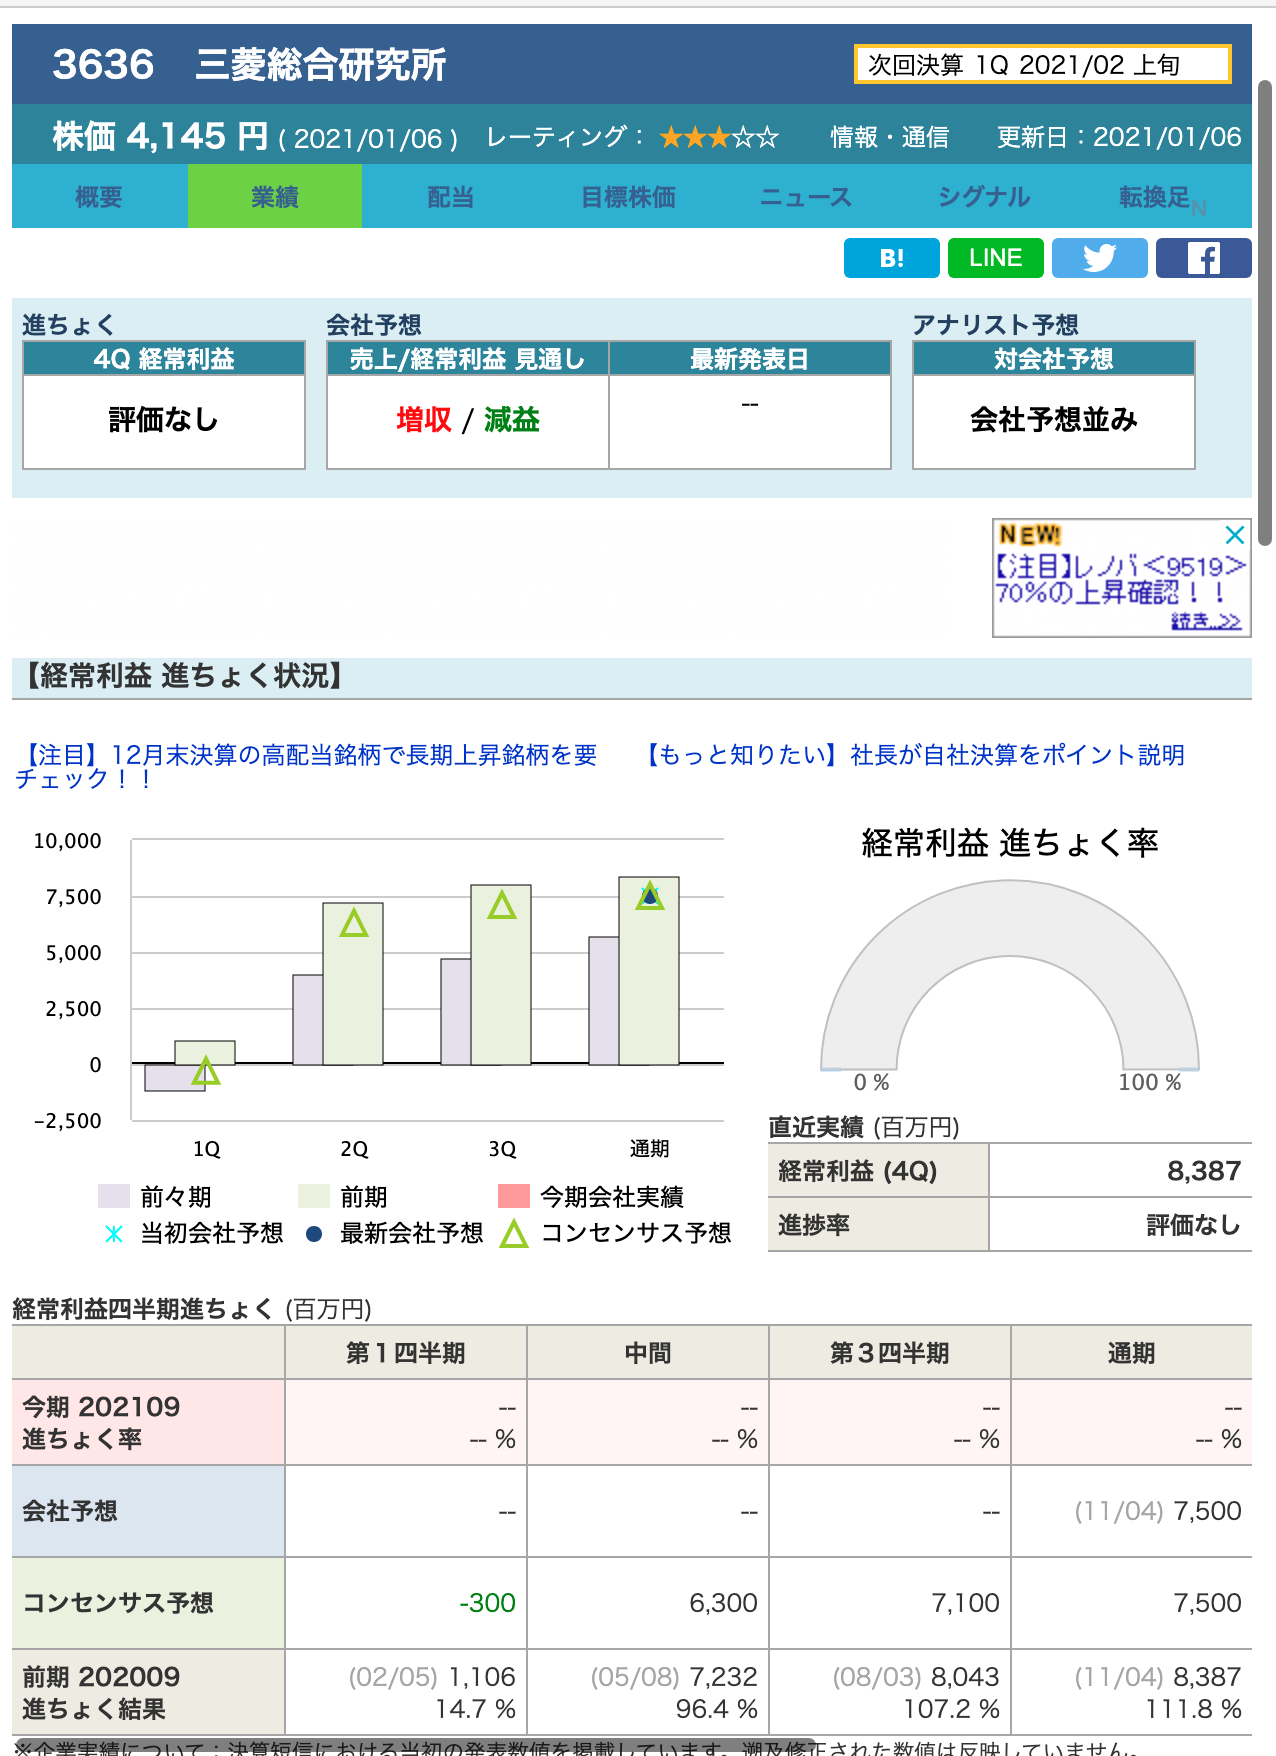 3636 三菱総合研究所
次回決算 1Q 2021/02 上旬
株価 4,145 円 ( 2021/01/06 ) レーティング： ★★★☆☆ 情報・通信 更新日：2021/01/06
概要 業績 配当 目標株価 ニュース シグナル 転換足 N
B! LINE
進ちょく 会社予想 アナリスト予想
4Q 経常利益 売上/経常利益 見通し 最新発表日 対会社予想
評価なし 増収 / 減益 -- 会社予想並み
NEW!
【注目】レノバ<9519>
70%の上昇確認！！
続き..>>
【経常利益 進ちょく状況】
【注目】12月末決算の高配当銘柄で長期上昇銘柄を要
チェック！！
【もっと知りたい】社長が自社決算をポイント説明
経常利益 進ちょく率
10,000
7,500
5,000
2,500
0
-2,500
1Q 2Q 3Q 通期
0 % 100 %
前々期 前期 今期会社実績
当初会社予想 最新会社予想 コンセンサス予想
直近実績 (百万円)
経常利益 (4Q) 8,387
進捗率 評価なし
経常利益四半期進ちょく (百万円)
第１四半期 中間 第３四半期 通期
今期 202109 -- -- -- --
進ちょく率 -- % -- % -- % -- %
会社予想 -- -- -- (11/04) 7,500
コンセンサス予想 -300 6,300 7,100 7,500
前期 202009 (02/05) 1,106 (05/08) 7,232 (08/03) 8,043 (11/04) 8,387
進ちょく結果 14.7 % 96.4 % 107.2 % 111.8 %
※企業実績について：決算短信における当初の発表数値を掲載しています。遡及修正された数値は反映していません。